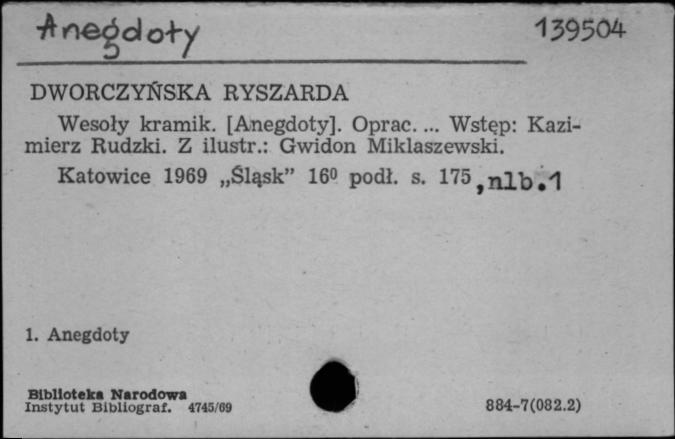 Anegdoty 139504
DWORCZYŃSKA RYSZARDA
Wesoły kramik. [Anegdoty]. Oprac. ... Wstęp: Kazi-
mierz Rudzki. Z ilustr.: Gwidon Miklaszewski.
Katowice 1969 „Śląsk” 16⁰ podł. s. 175, nlb.1
1. Anegdoty
Biblioteka Narodowa
Instytut Bibliograf. 4745/69 884-7(082.2)